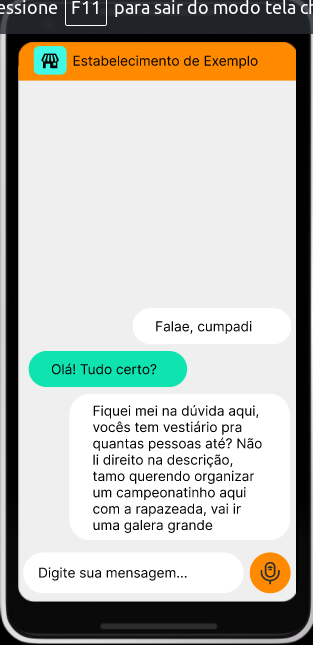 essione F11 para sair do modo tela
Estabelecimento de Exemplo
Falae, cumpadi
Olá! Tudo certo?
Fiquei mei na dúvida aqui,
vocês tem vestiário pra
quantas pessoas até? Não
li direito na descrição,
tamo querendo organizar
um campeonatinho aqui
com a rapazeada, vai ir
uma galera grande
Digite sua mensagem...